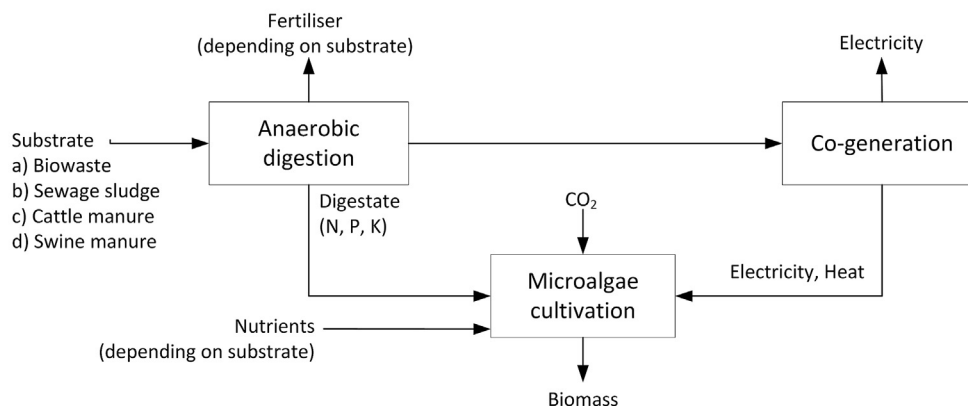 Fertiliser
(depending on substrate)
Electricity
Anaerobic
digestion
Co-generation
Substrate
a) Biowaste
b) Sewage sludge
c) Cattle manure
d) Swine manure
Digestate
(N, P, K)
CO₂
Microalgae
cultivation
Electricity, Heat
Nutrients
(depending on substrate)
Biomass